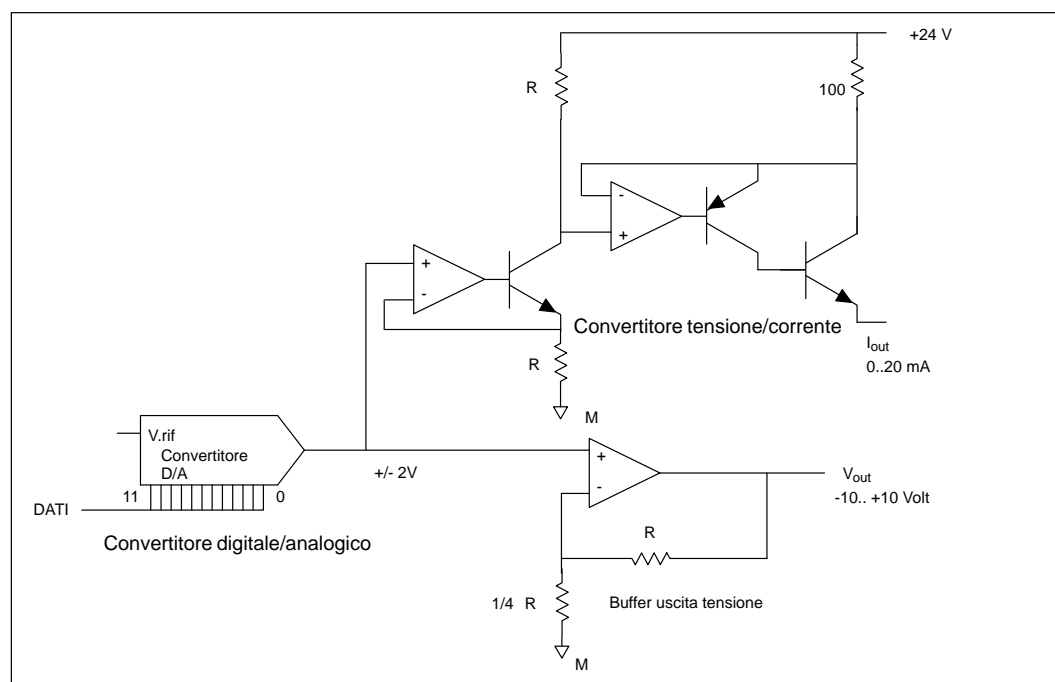 +24 V
R
100
-
+
+
-
Convertitore tensione/corrente
R
Iout
0..20 mA
M
V.rif
Convertitore
D/A
+/- 2V
+
-
Vout
-10.. +10 Volt
11
0
DATI
R
Convertitore digitale/analogico
1/4 R
Buffer uscita tensione
M